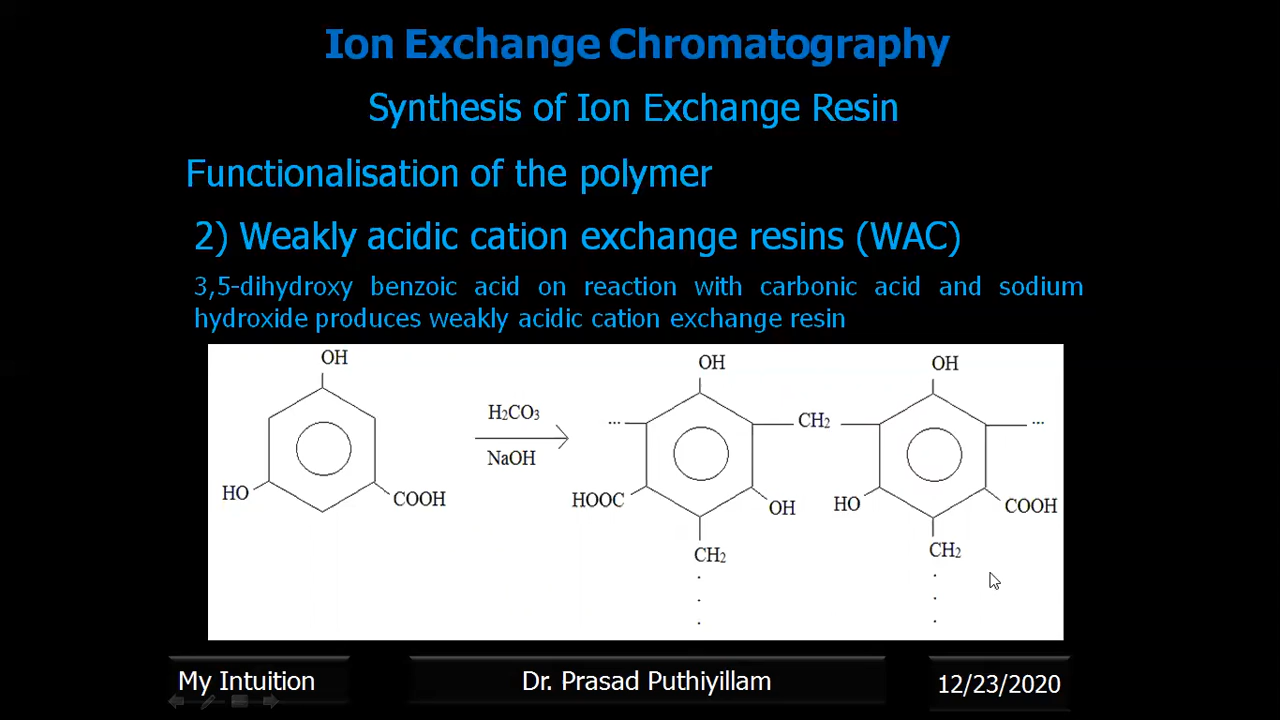 Ion Exchange Chromatography
Synthesis of Ion Exchange Resin
Functionalisation of the polymer
2) Weakly acidic cation exchange resins (WAC)
3,5-dihydroxy benzoic acid on reaction with carbonic acid and sodium
hydroxide produces weakly acidic cation exchange resin
OH
HO
COOH
H₂CO₃
NaOH
OH
...
CH₂
HOOC
OH
CH₂
OH
...
HO
COOH
CH₂
My Intuition
Dr. Prasad Puthiyillam
12/23/2020